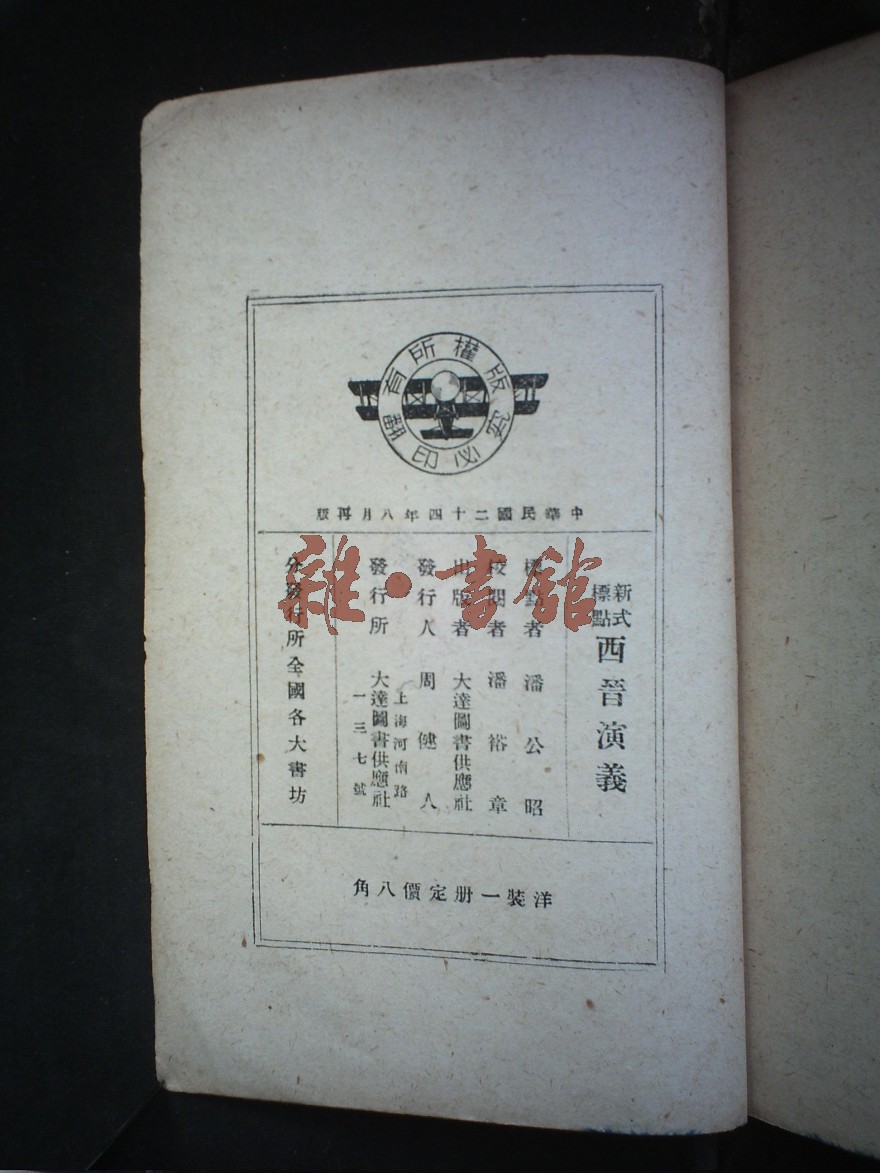 版權所有
翻印必究
中華民國二十四年八月再版
新式標點 西晉演義
標點者 潘公昭
校閱者 潘裕章
出版者 大達圖書供應社
發行人 周健人
上海河南路
發行所 大達圖書供應社
一三七號
分發行所全國各大書坊
洋裝一册定價八角
雜·書館